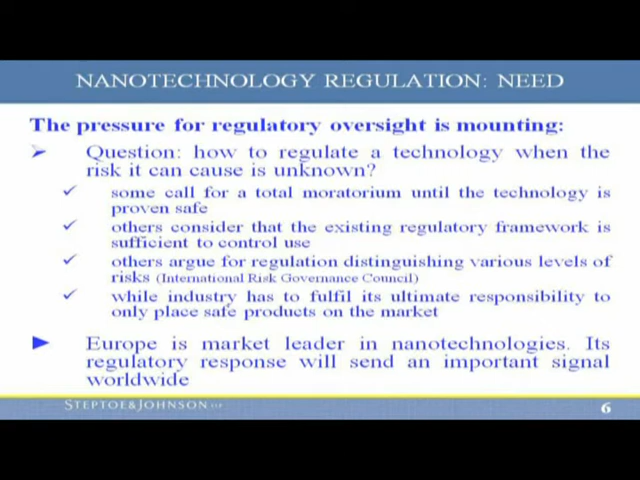 NANOTECHNOLOGY REGULATION: NEED
The pressure for regulatory oversight is mounting:
Question: how to regulate a technology when the
risk it can cause is unknown?
some call for a total moratorium until the technology is
proven safe
others consider that the existing regulatory framework is
sufficient to control use
others argue for regulation distinguishing various levels of
risks (International Risk Governance Council)
while industry has to fulfil its ultimate responsibility to
only place safe products on the market
Europe is market leader in nanotechnologies. Its
regulatory response will send an important signal
worldwide
STEPTOE&JOHNSON LLP
6